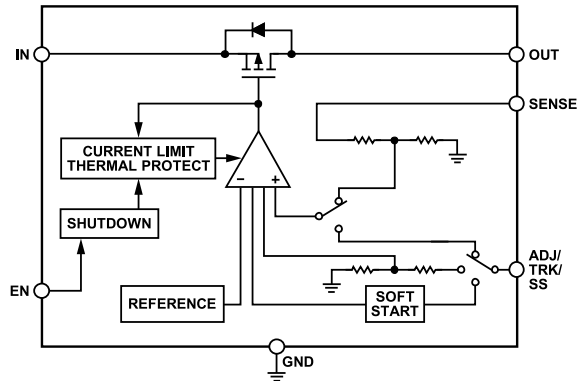 IN
OUT
SENSE
CURRENT LIMIT
THERMAL PROTECT
– +
SHUTDOWN
EN
REFERENCE
SOFT
START
ADJ/
TRK/
SS
GND